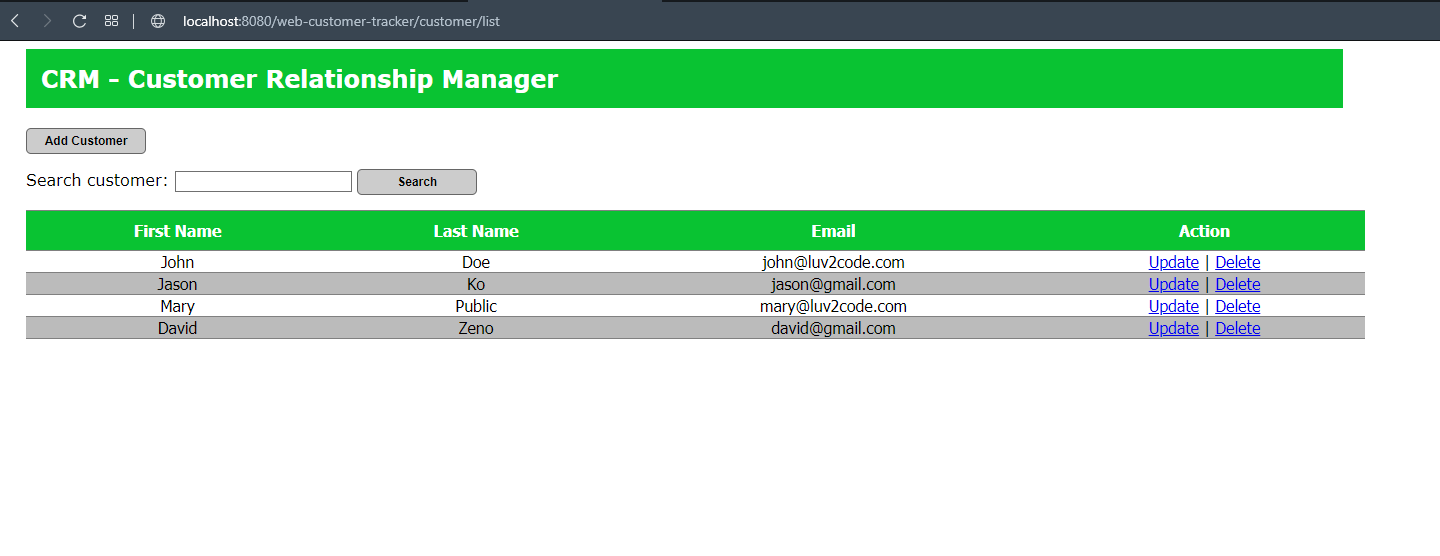 localhost:8080/web-customer-tracker/customer/list
CRM - Customer Relationship Manager
Add Customer
Search customer: Search
First Name Last Name Email Action
John Doe john@luv2code.com Update | Delete
Jason Ko jason@gmail.com Update | Delete
Mary Public mary@luv2code.com Update | Delete
David Zeno david@gmail.com Update | Delete